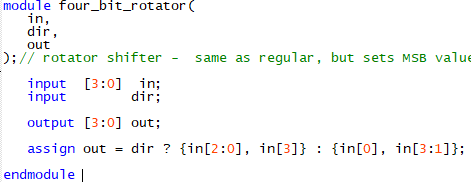 module four_bit_rotator(
in,
dir,
out
);// rotator shifter - same as regular, but sets MSB value
input [3:0] in;
input dir;
output [3:0] out;
assign out = dir ? {in[2:0], in[3]} : {in[0], in[3:1]};
endmodule